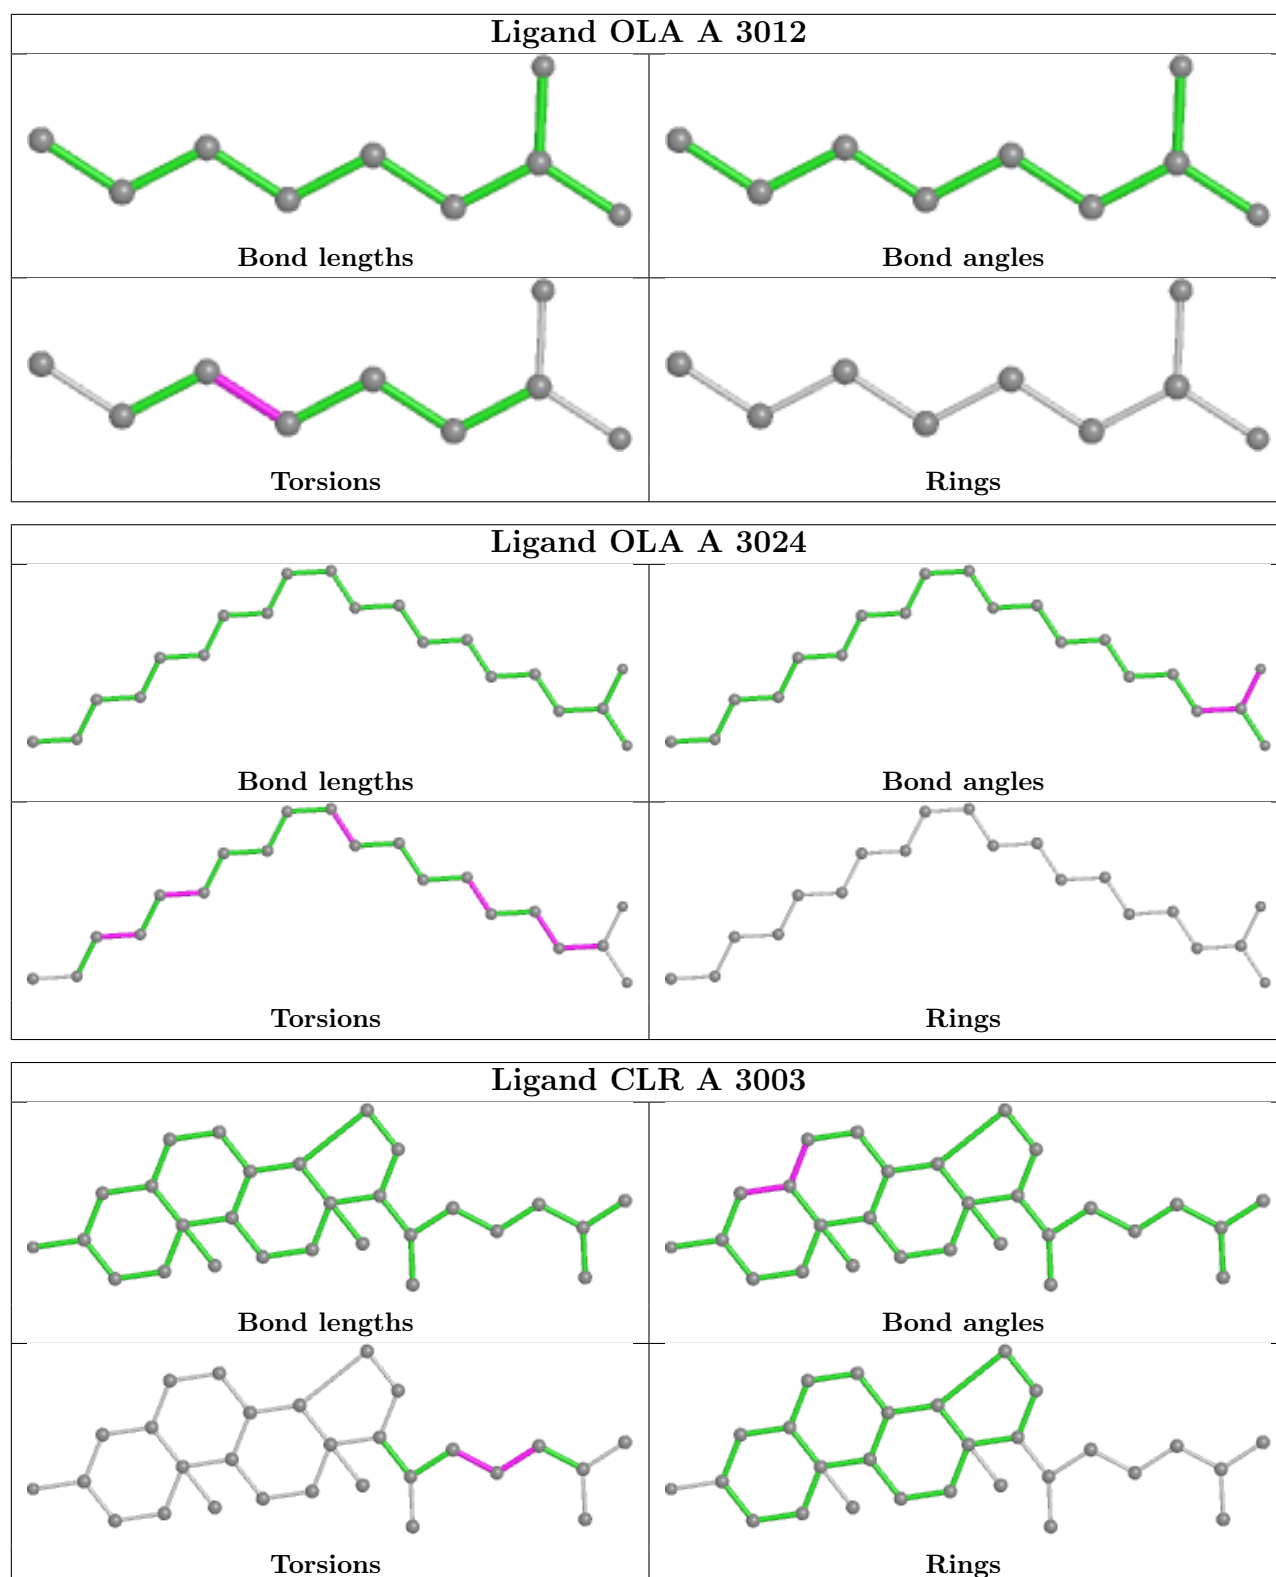 Ligand OLA A 3012
Bond lengths
Bond angles
Torsions
Rings
Ligand OLA A 3024
Bond lengths
Bond angles
Torsions
Rings
Ligand CLR A 3003
Bond lengths
Bond angles
Torsions
Rings